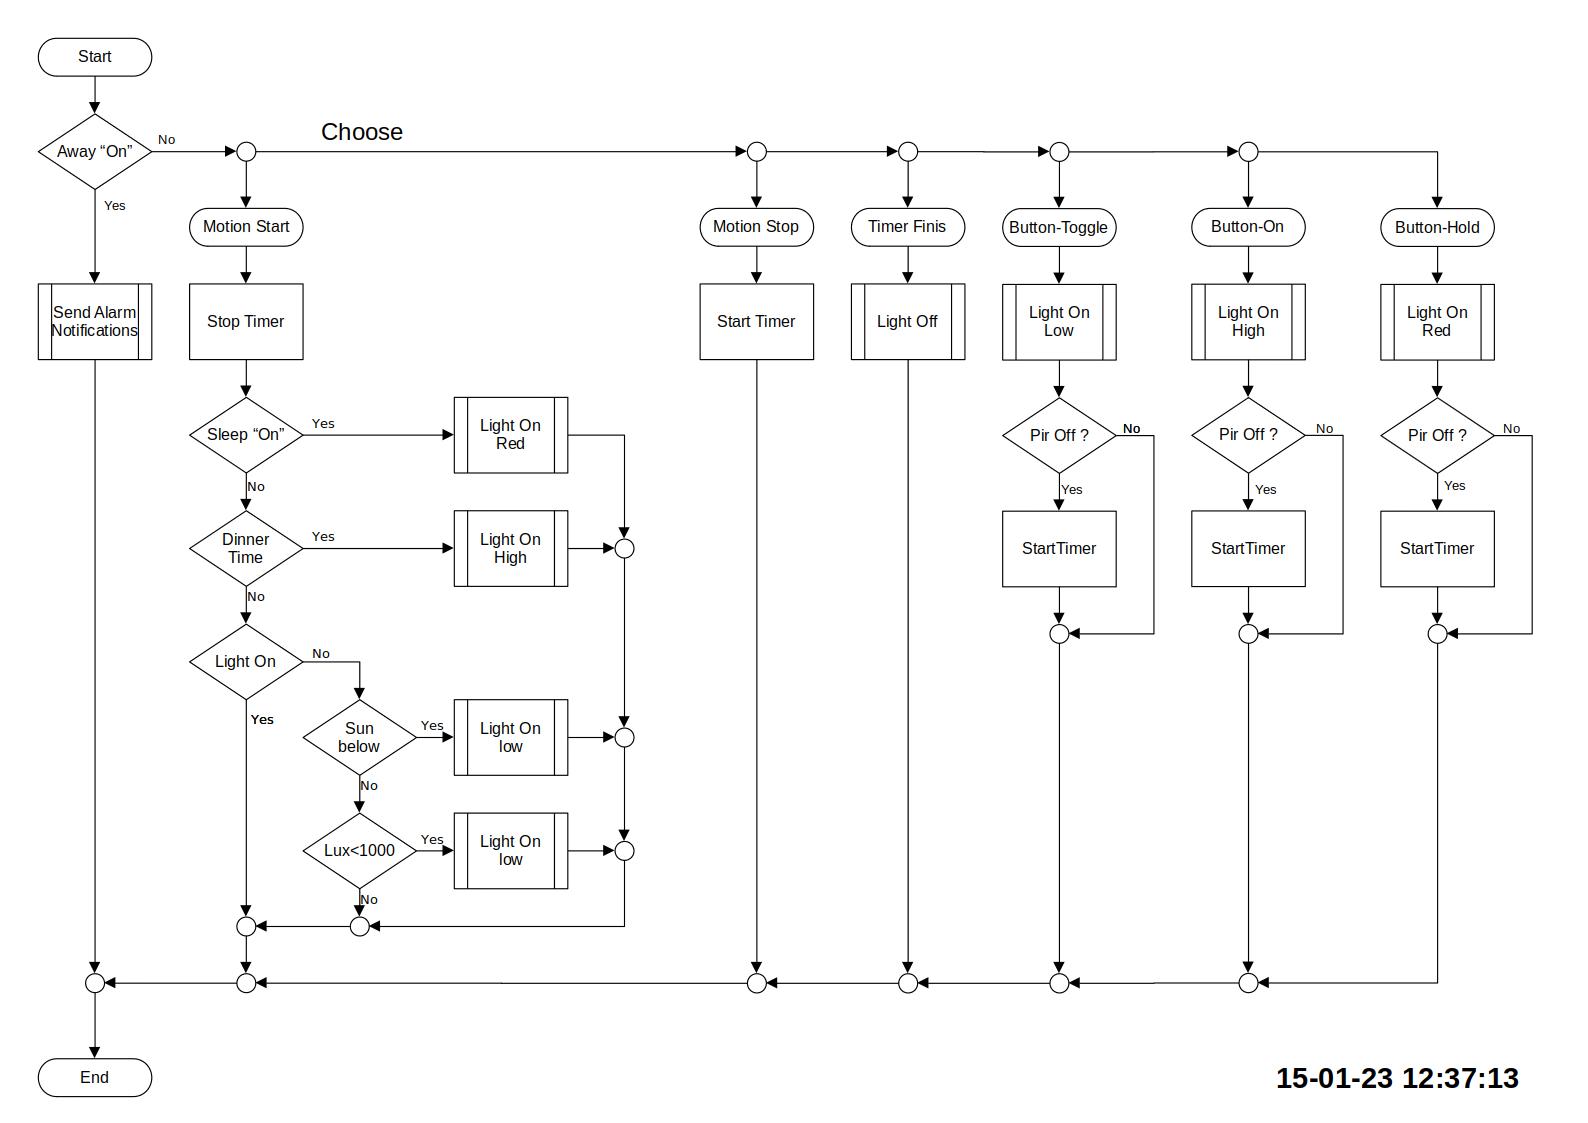 Start
Choose
Away “On”
No
Yes
Motion Start
Motion Stop
Timer Finis
Button-Toggle
Button-On
Button-Hold
Send Alarm
Notifications
Stop Timer
Start Timer
Light Off
Light On
Low
Light On
High
Light On
Red
Sleep “On”
Yes
Light On
Red
Pir Off ?
No
Pir Off ?
No
Pir Off ?
No
No
Yes
Yes
Yes
Dinner
Time
Yes
Light On
High
StartTimer
StartTimer
StartTimer
No
Light On
No
Yes
Sun
below
Yes
Light On
low
No
Lux<1000
Yes
Light On
low
No
End
15-01-23 12:37:13